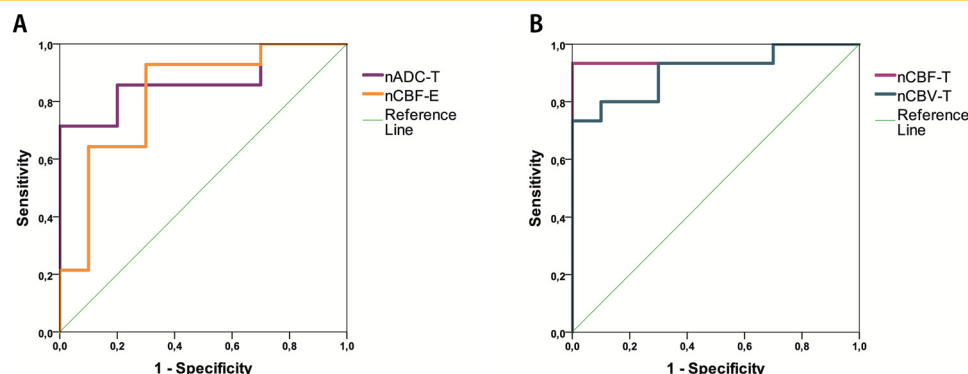 A
1,0
0,8
0,6
0,4
0,2
0,0
Sensitivity
0,0 0,2 0,4 0,6 0,8 1,0
1 - Specificity
nADC-T
nCBF-E
Reference
Line
B
1,0
0,8
0,6
0,4
0,2
0,0
Sensitivity
0,0 0,2 0,4 0,6 0,8 1,0
1 - Specificity
nCBF-T
nCBV-T
Reference
Line